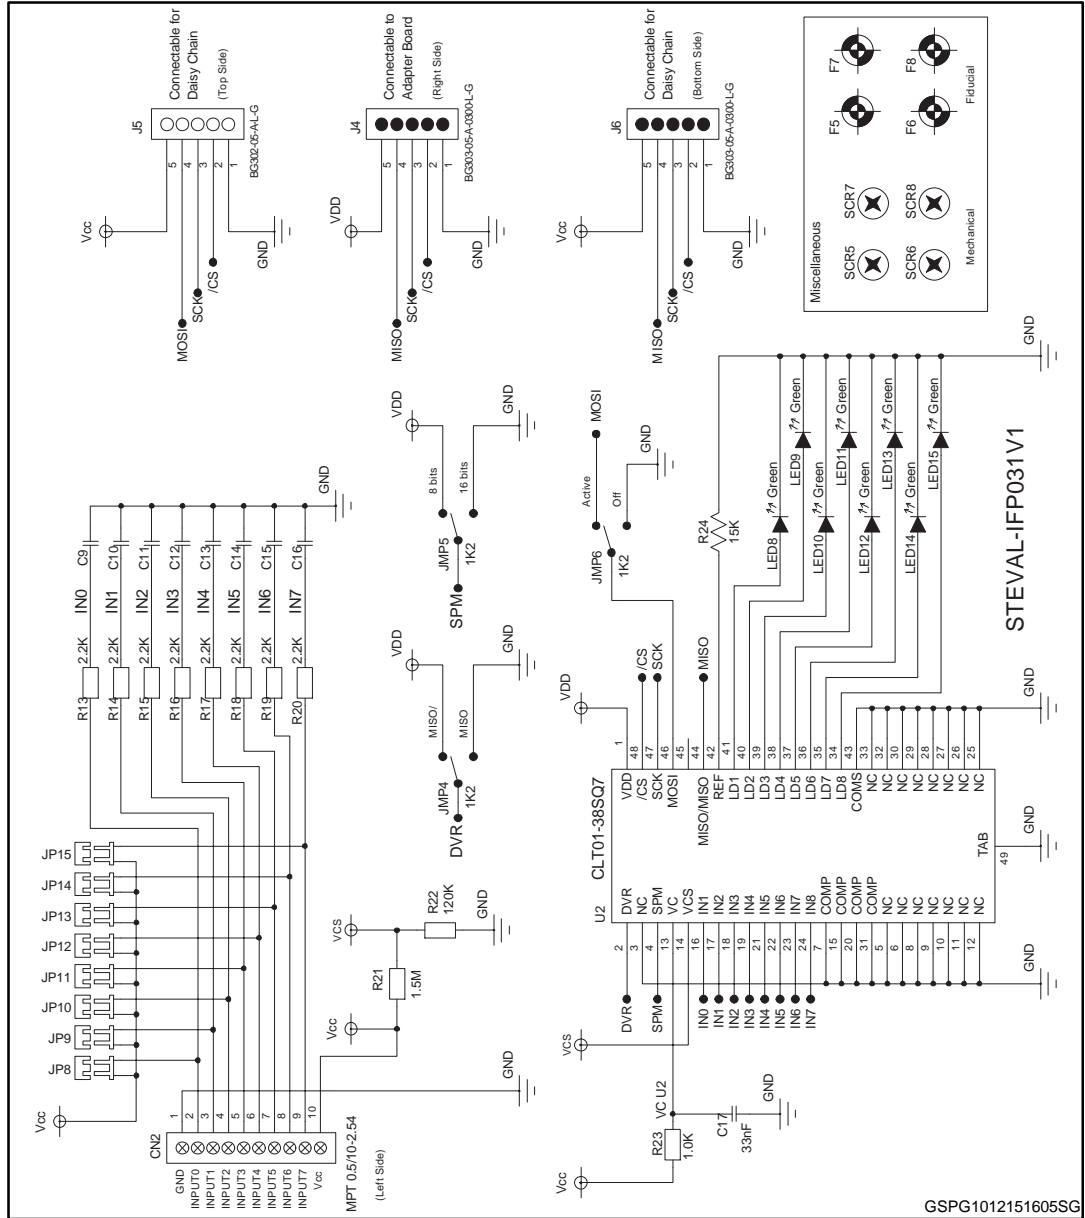 J5
BG302-05-A-L-G
Connectable for
Daisy Chain
(Top Side)
5
4
3
2
1
Vcc
MOSI
SCK
/CS
GND
J4
BG303-05-A-0300-L-G
Connectable to
Adapter Board
(Right Side)
5
4
3
2
1
VDD
MISO
SCK
/CS
GND
J6
BG303-05-A-0300-L-G
Connectable for
Daisy Chain
(Bottom Side)
5
4
3
2
1
Vcc
MISO
SCK
/CS
GND
Miscellaneous
SCR5
SCR7
F5
F7
SCR6
SCR8
F6
F8
Mechanical
Fiducial
JP15
JP14
JP13
JP12
JP11
JP10
JP9
JP8
Vcc
R13
2.2K
IN0
C9
R14
2.2K
IN1
C10
R15
2.2K
IN2
C11
R16
2.2K
IN3
C12
R17
2.2K
IN4
C13
R18
2.2K
IN5
C14
R19
2.2K
IN6
C15
R20
2.2K
IN7
C16
GND
CN2
1
2
3
4
5
6
7
8
9
10
GND
INPUT0
INPUT1
INPUT2
INPUT3
INPUT4
INPUT5
INPUT6
INPUT7
Vcc
MPT 0.5/10-2.54
(Left Side)
GND
Vcc
R21
1.5M
VCS
R22
120K
GND
DVR
JMP4
1K2
MISO/
MISO
VDD
GND
SPM
JMP5
1K2
8 bits
16 bits
VDD
GND
JMP6
1K2
Active
Off
MOSI
GND
R24
15K
LED8
Green
LED9
Green
LED10
Green
LED11
Green
LED12
Green
LED13
Green
LED14
Green
LED15
Green
GND
STEVAL-IFP031V1
VDD
/CS
SCK
MISO
U2
CLT01-38SQ7
1
VDD
48
/CS
47
SCK
46
MOSI
45
44
MISO/MISO
42
REF
41
LD1
40
LD2
39
LD3
38
LD4
37
LD5
36
LD6
35
LD7
34
LD8
43
COMS
33
NC
32
NC
30
NC
29
NC
28
NC
27
NC
26
NC
25
NC
GND
TAB
49
GND
2
DVR
3
NC
4
SPM
13
VC
14
VCS
16
IN1
17
IN2
18
IN3
19
IN4
21
IN5
22
IN6
23
IN7
24
IN8
7
COMP
15
COMP
20
COMP
31
COMP
5
NC
6
NC
8
NC
9
NC
10
NC
11
NC
12
NC
GND
DVR
SPM
IN0
IN1
IN2
IN3
IN4
IN5
IN6
IN7
VCS
VC U2
Vcc
R23
1.0K
C17
33nF
GND
GSPG1012151605SG